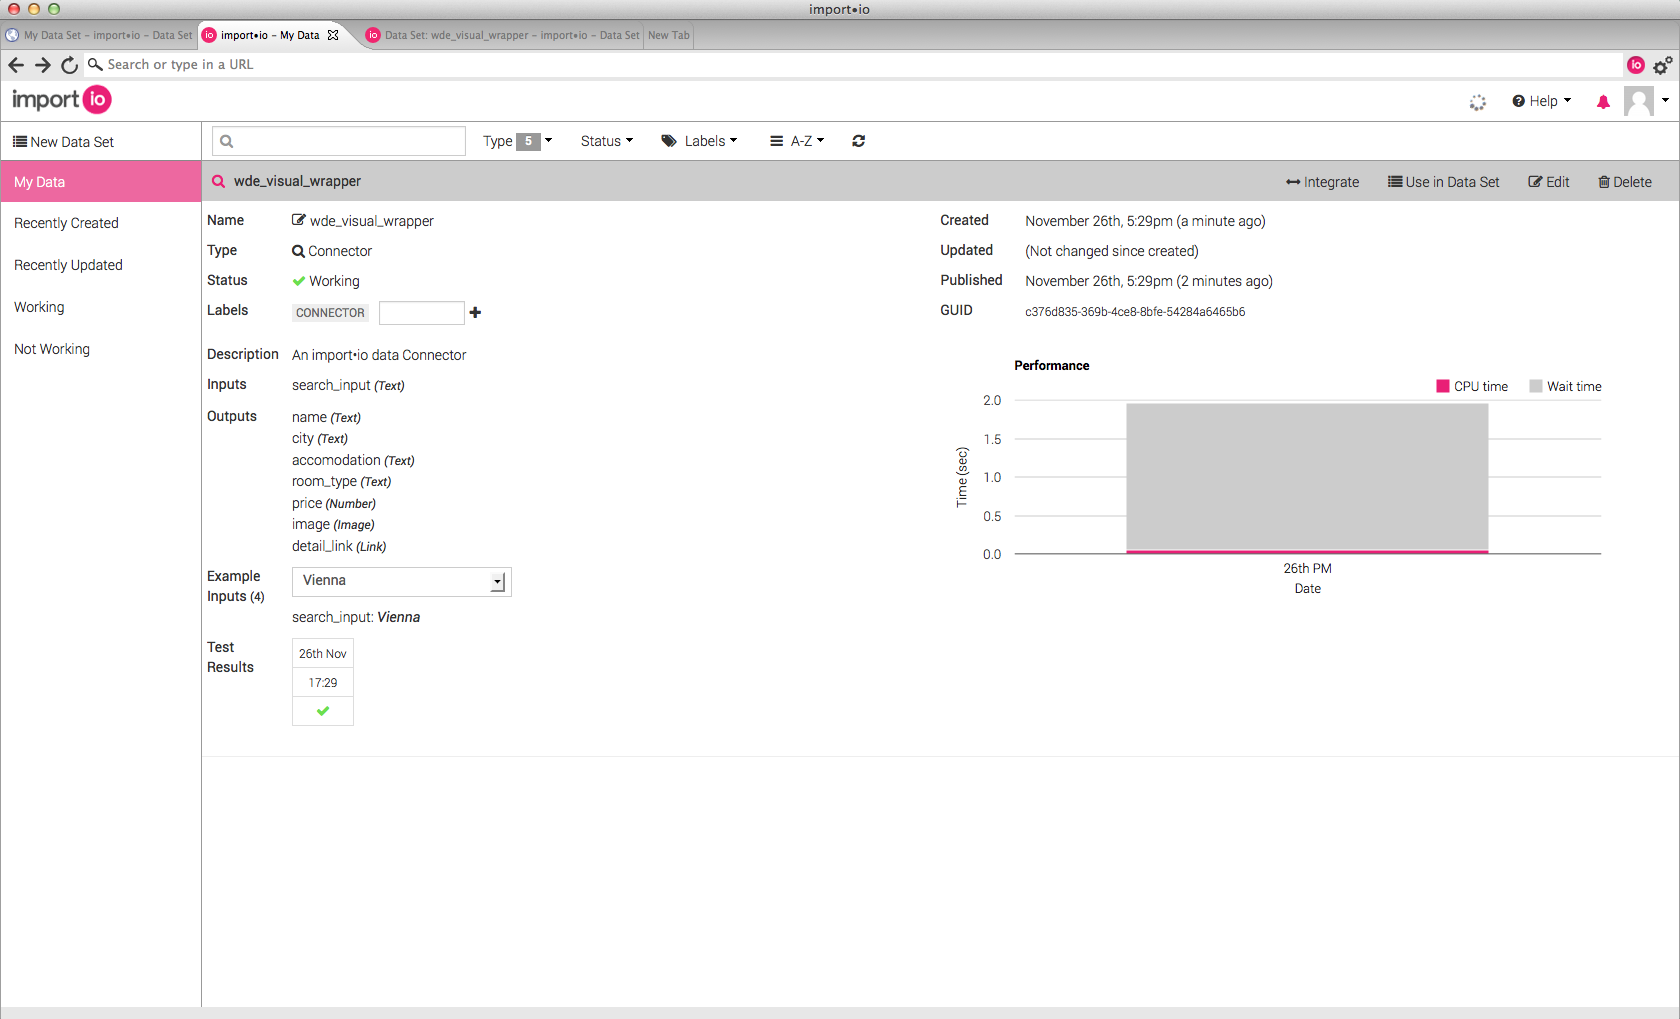 import•io
My Data Set – import•io – Data Set
io import•io – My Data
io Data Set: wde_visual_wrapper – import•io – Data Set
New Tab
Search or type in a URL
io
import io
Help
New Data Set
Type 5
Status
Labels
A-Z
My Data
wde_visual_wrapper
Integrate
Use in Data Set
Edit
Delete
Recently Created
Recently Updated
Working
Not Working
Name wde_visual_wrapper
Type Connector
Status Working
Labels CONNECTOR
Description An import•io data Connector
Inputs search_input (Text)
Outputs name (Text)
city (Text)
accomodation (Text)
room_type (Text)
price (Number)
image (Image)
detail_link (Link)
Example Inputs (4) Vienna
search_input: Vienna
Test Results 26th Nov
17:29
Created November 26th, 5:29pm (a minute ago)
Updated (Not changed since created)
Published November 26th, 5:29pm (2 minutes ago)
GUID c376d835-369b-4ce8-8bfe-54284a6465b6
Performance
CPU time Wait time
2.0
1.5
1.0
0.5
0.0
Time (sec)
26th PM
Date